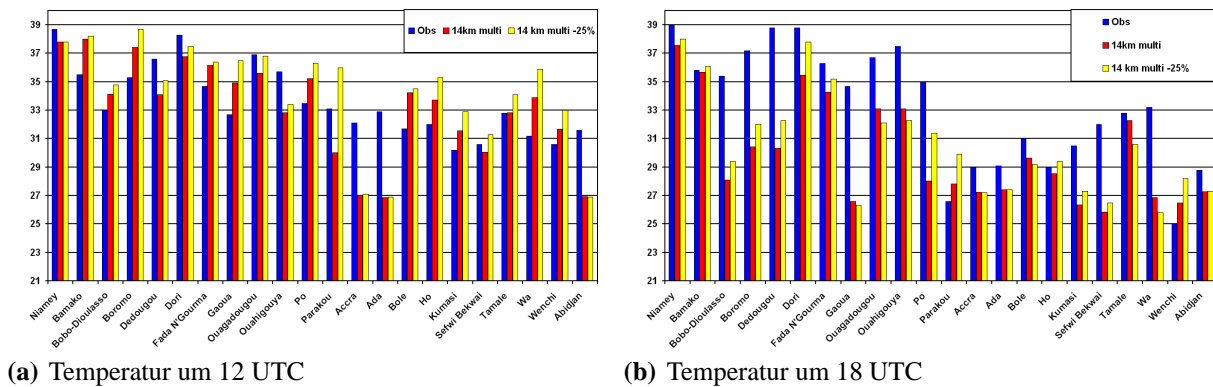 39
37
35
33
31
29
27
25
23
21
Obs 14km multi 14 km multi -25%
Niamey
Bamako
Bobo-Dioulasso
Boromo
Dedougou
Dori
Fada N'Gourma
Gaoua
Ouagadougou
Ouahigouya
Po
Parakou
Accra
Ada
Bole
Ho
Kumasi
Sefwi Bekwai
Tamale
Wa
Wenchi
Abidjan
(a) Temperatur um 12 UTC
39
37
35
33
31
29
27
25
23
21
Obs
14km multi
14 km multi -25%
Niamey
Bamako
Bobo-Dioulasso
Boromo
Dedougou
Dori
Fada N'Gourma
Gaoua
Ouagadougou
Ouahigouya
Po
Parakou
Accra
Ada
Bole
Ho
Kumasi
Sefwi Bekwai
Tamale
Wa
Wenchi
Abidjan
(b) Temperatur um 18 UTC